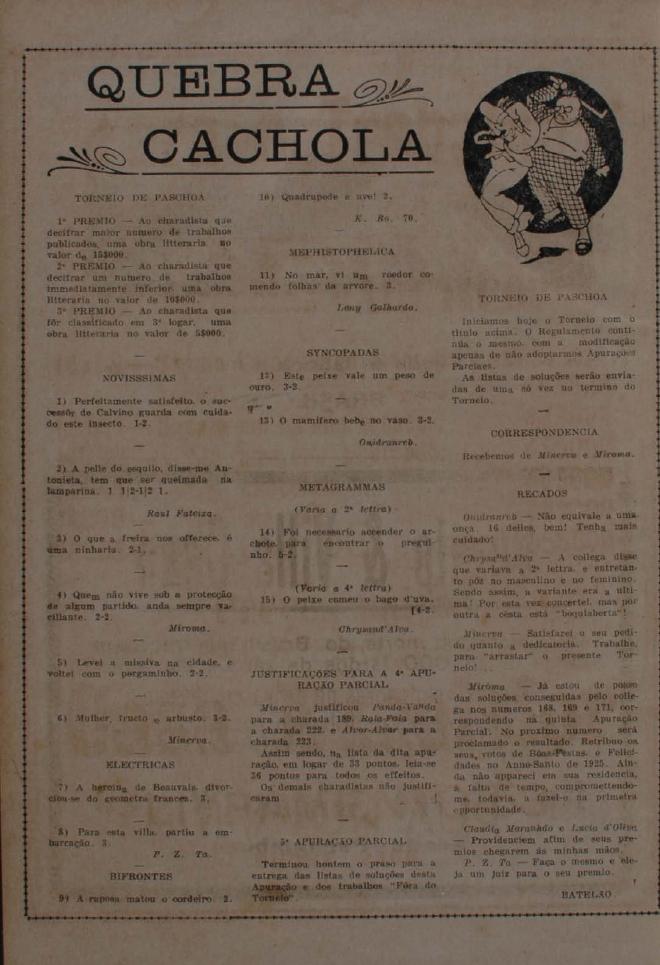 QUEBRA
CACHOLA
TORNEIO DE PASCHOA
1º PREMIO — Ao charadista que
decifrar maior numero de trabalhos
publicados, uma obra litteraria no
valor de 15$000.
2º PREMIO — Ao charadista que
decifrar um numero de trabalhos
immediatamente inferior, uma obra
litteraria no valor de 10$000.
3º PREMIO — Ao charadista que
fôr classificado em 3º logar, uma
obra litteraria no valor de 5$000.
—
NOVISSSIMAS
1) Perfeitamente satisfeito, o suc-
cessôr de Calvino guarda com cuida-
do este insecto. 1-2.
—
2) A pelle do esquilo, disse-me An-
tonieta, tem que ser queimada na
lamparina. 1 1|2-1|2 1.
Raul Fateixa.
—
3) O que a freira nos offerece, é
uma ninharia. 2-1.
—
4) Quem não vive sob a protecção
de algum partido, anda sempre va-
cillante. 2-2.
Miroma.
—
5) Levei a missiva na cidade, e
voltei com o pergaminho. 2-2.
—
6) Mulher, fructo e arbusto. 3-2.
Minerva.
—
ELECTRICAS
7) A heroina de Beauvais, divor-
ciou-se do geometra francez. 3.
—
8) Para esta villa, partiu a em-
barcação. 3.
P. Z. Ta.
—
BIFRONTES
9) A raposa matou o cordeiro. 2.
10) Quadrupede e ave! 2.
K. Bo. 70.
—
MEPHISTOPHELICA
11) No mar, vi um roedor co-
mendo folhas da arvore. 3.
Lony Galhardo.
—
SYNCOPADAS
12) Este peixe vale um peso de
ouro. 3-2.
13) O mamifero bebe no vaso. 3-2.
Onidranreb.
—
METAGRAMMAS
(Varia a 2ª lettra)
14) Foi necessario accender o ar-
chote, para encontrar o pregui-
nho. 5-2.
—
(Varia a 4ª lettra)
15) O peixe comeu o bago d'uva.
[4-2.
Chrysand'Alva.
—
JUSTIFICAÇÕES PARA A 4ª APU-
RAÇÃO PARCIAL
Minerva justificou Panda-Vanda
para a charada 189, Raia-Faia para
a charada 222, e Alvor-Alvar para a
charada 223.
Assim sendo, na lista da dita apu-
ração, em logar de 33 pontos, leia-se
36 pontos para todos os effeitos.
Os demais charadistas não justifi-
caram !
—
5ª APURAÇÃO PARCIAL
Terminou hontem o praso para a
entrega das listas de soluções desta
Apuração e dos trabalhos "Fóra do
Torneio".
TORNEIO DE PASCHOA
Iniciamos hoje o Torneio com o
titulo acima. O Regulamento conti-
núa o mesmo, com a modificação
apenas de não adoptarmos Apurações
Parciaes.
As listas de soluções serão envia-
das de uma só vez no termino do
Torneio.
—
CORRESPONDENCIA
Recebemos de Minerva e Miroma.
—
RECADOS
Onidranreb — Não equivale a uma
onça 16 delles, bem! Tenha mais
cuidado!
Chrysand'Alva — A collega disse
que variava a 2ª lettra, e entretan-
to pôz no masculino e no feminino.
Sendo assim, a variante era a ulti-
ma! Por esta vez concertei, mas por
outra a césta está "boquiaberta"!
Minerva — Satisfarei o seu pedi-
do quanto a dedicatoria. Trabalhe,
para "arrastar" o presente Tor-
neio!...
Miróma — Já estou de posse
das soluções conseguidas pelo colle-
ga nos numeros 168, 169 e 171, cor-
respondendo na quinta Apuração
Parcial. No proximo numero será
proclamado o resultado. Retribuo os
seus votos de Bôas-Festas e Felici-
dades no Anno-Santo de 1925. Ain-
da não appareci em sua residencia,
á falta de tempo, compromettendo-
me, todavia, a fazel-o na primeira
opportunidade.
Claudia Maranhão e Lucia d'Oliva
— Providenciem afim de seus pre-
mios chegarem ás minhas mãos.
P. Z. Ta — Faça o mesmo e ele-
ja um juiz para o seu premio.
BATELÃO